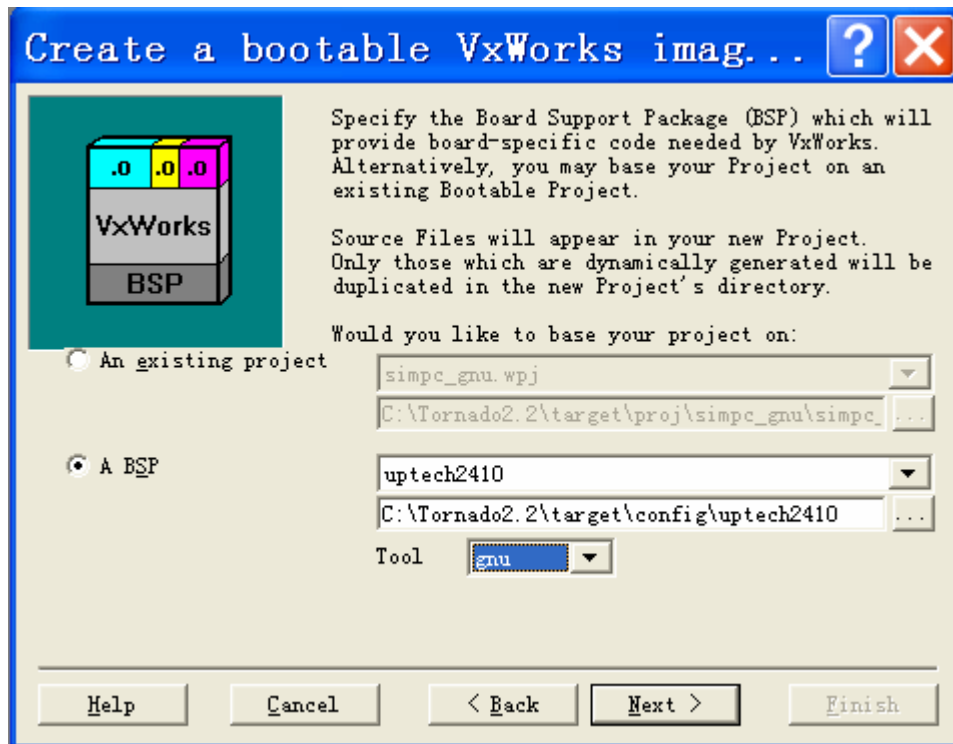 Create a bootable VxWorks imag...
Specify the Board Support Package (BSP) which will
provide board-specific code needed by VxWorks.
Alternatively, you may base your Project on an
existing Bootable Project.
.0 .0 .0
VxWorks
BSP
Source Files will appear in your new Project.
Only those which are dynamically generated will be
duplicated in the new Project's directory.
Would you like to base your project on:
An existing project
simpc_gnu.wpj
C:\Tornado2.2\target\proj\simpc_gnu\simpc_ ...
A BSP
uptech2410
C:\Tornado2.2\target\config\uptech2410 ...
Tool gnu
Help Cancel < Back Next > Finish